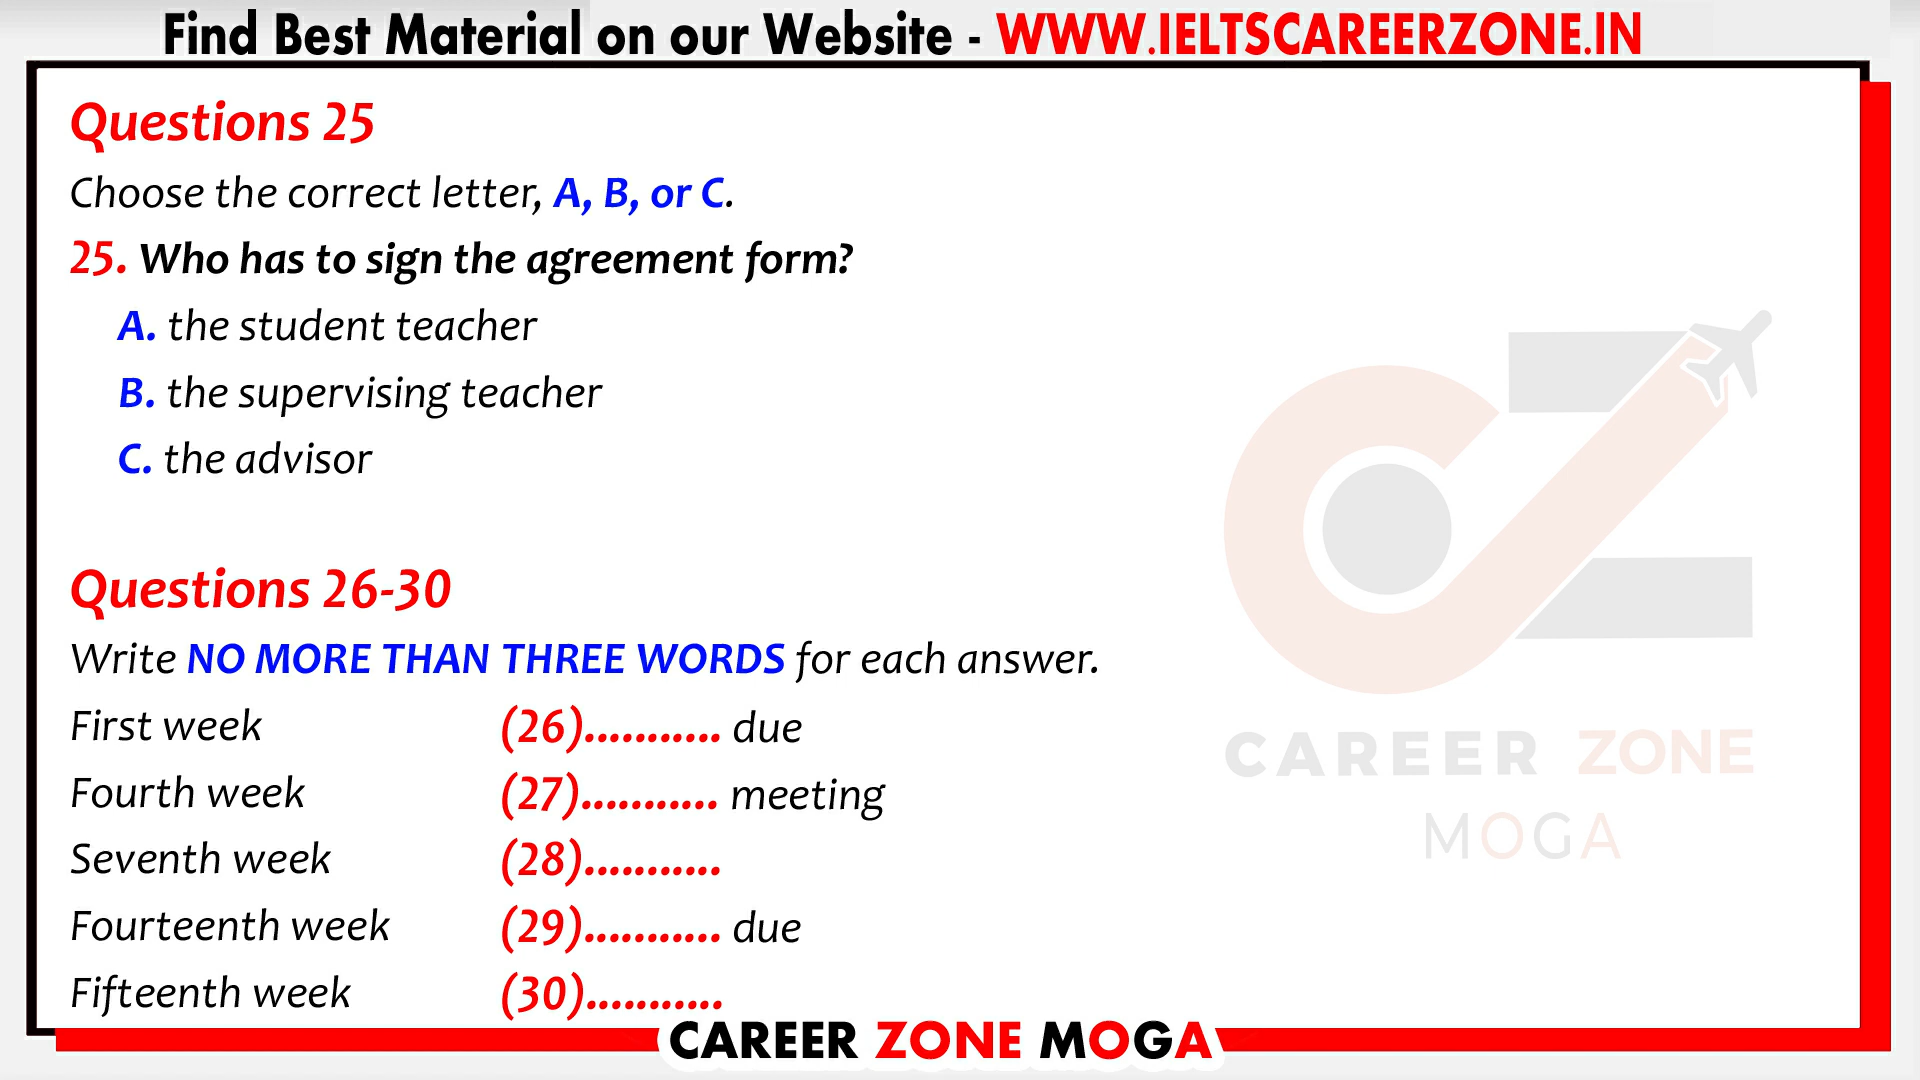 Find Best Material on our Website - WWW.IELTSCAREERZONE.IN
Questions 25
Choose the correct letter, A, B, or C.
25. Who has to sign the agreement form?
A. the student teacher
B. the supervising teacher
C. the advisor
Questions 26-30
Write NO MORE THAN THREE WORDS for each answer.
First week (26)........... due
Fourth week (27)........... meeting
Seventh week (28)...........
Fourteenth week (29)........... due
Fifteenth week (30)...........
CAREER ZONE
MOGA
CAREER ZONE MOGA